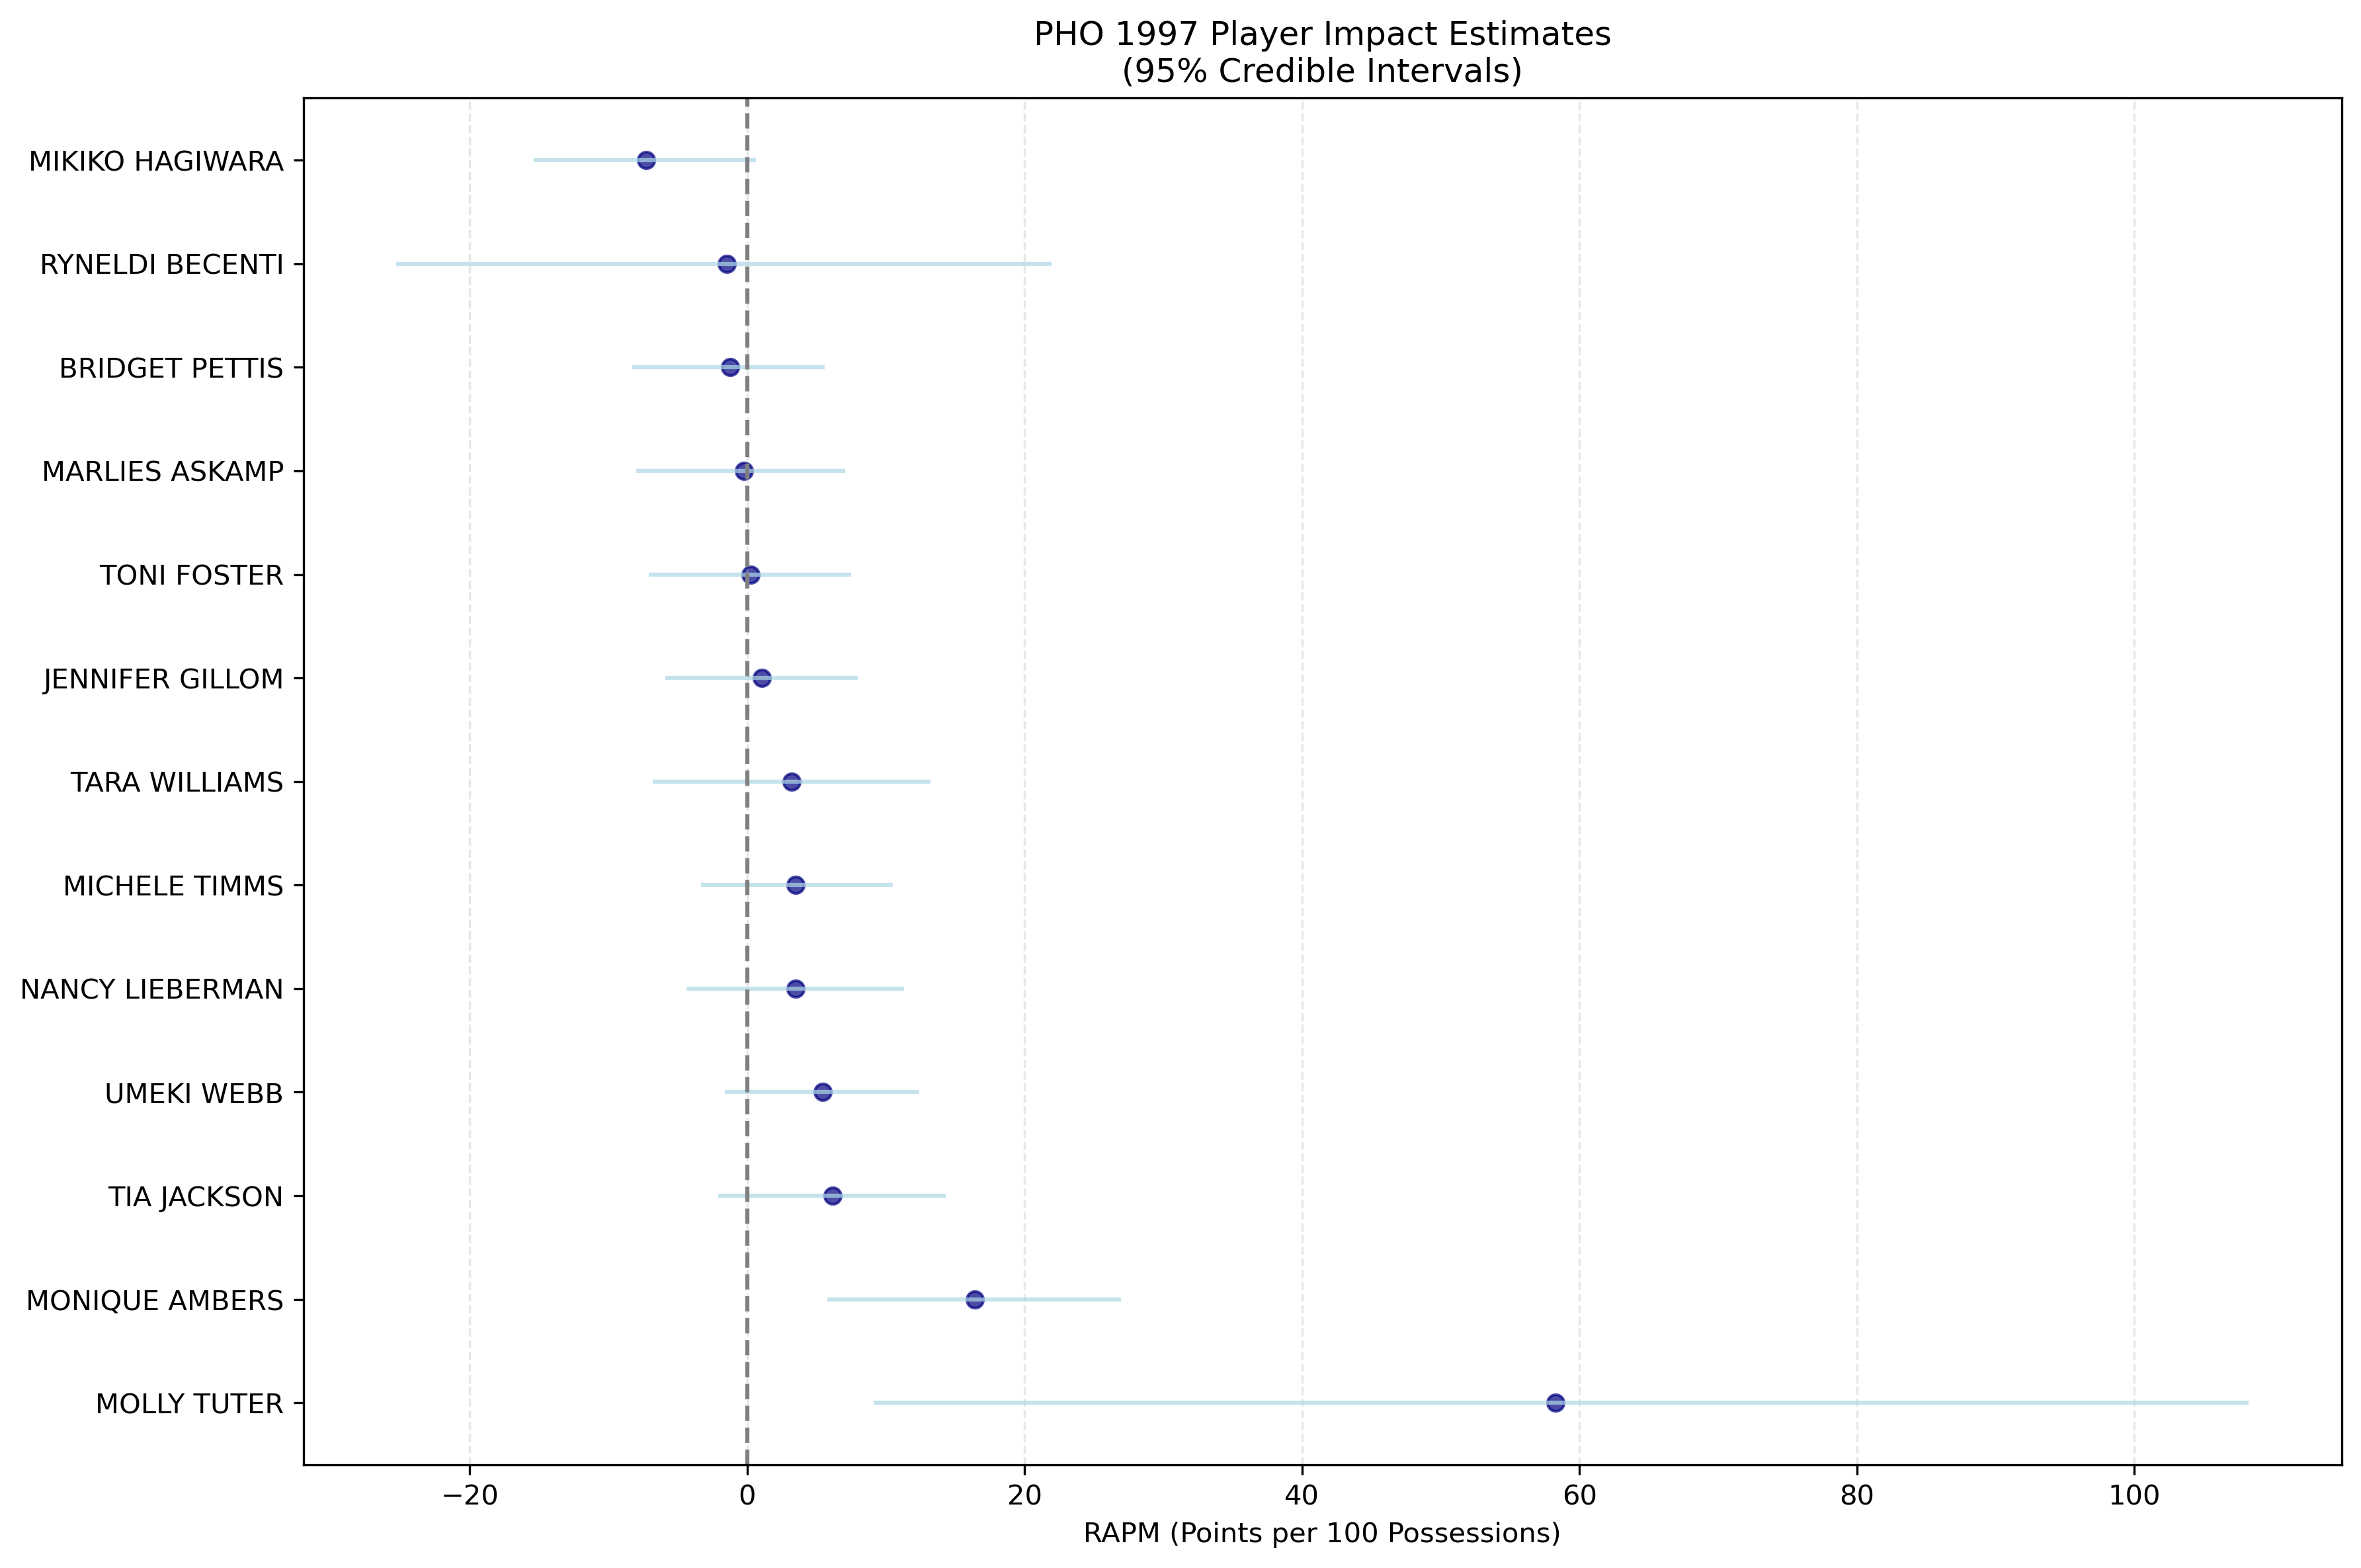 PHO 1997 Player Impact Estimates
(95% Credible Intervals)
MIKIKO HAGIWARA
RYNELDI BECENTI
BRIDGET PETTIS
MARLIES ASKAMP
TONI FOSTER
JENNIFER GILLOM
TARA WILLIAMS
MICHELE TIMMS
NANCY LIEBERMAN
UMEKI WEBB
TIA JACKSON
MONIQUE AMBERS
MOLLY TUTER
−20 0 20 40 60 80 100
RAPM (Points per 100 Possessions)